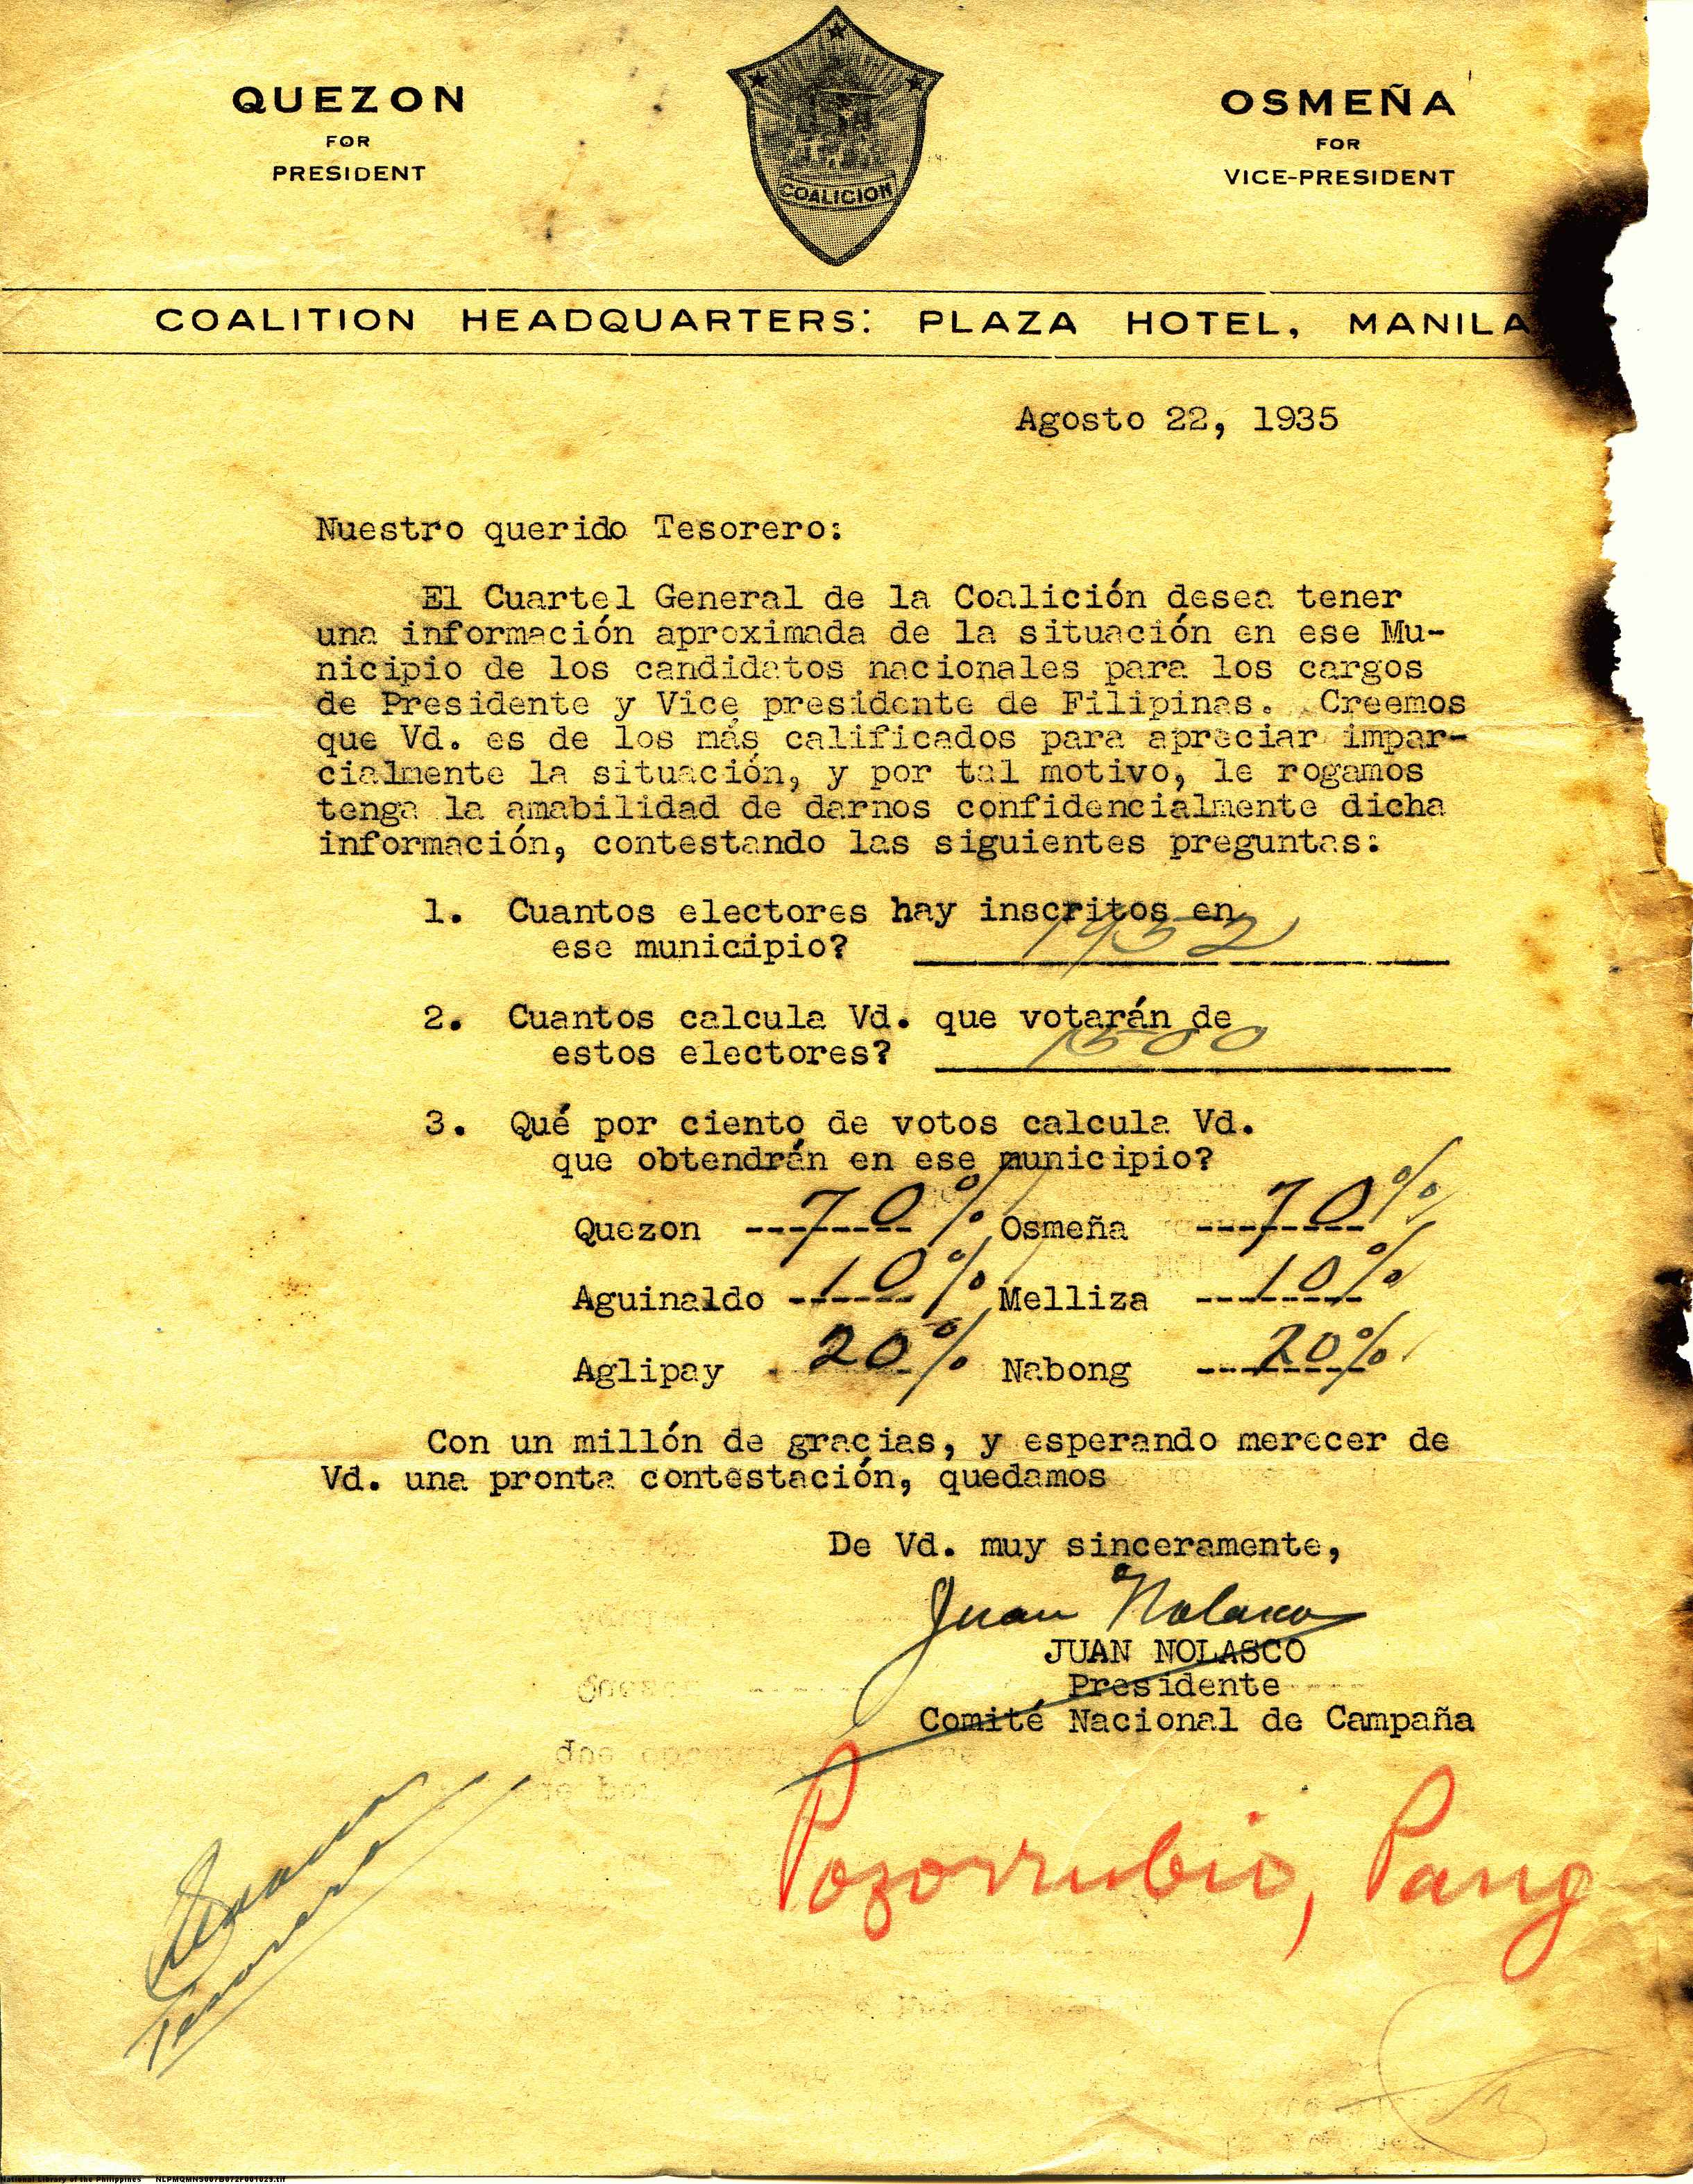 QUEZON
FOR
PRESIDENT
COALICION
OSMEÑA
FOR
VICE-PRESIDENT
COALITION HEADQUARTERS: PLAZA HOTEL, MANILA
Agosto 22, 1935
Nuestro querido Tesorero:
El Cuartel General de la Coalición desea tener
una información aproximada de la situación en ese Mu-
nicipio de los candidatos nacionales para los cargos
de Presidente y Vice presidente de Filipinas. Creemos
que Vd. es de los más calificados para apreciar impar-
cialmente la situación, y por tal motivo, le rogamos
tenga la amabilidad de darnos confidencialmente dicha
información, contestando las siguientes preguntas:
1. Cuantos electores hay inscritos en
ese municipio? 1932
2. Cuantos calcula Vd. que votarán de
estos electores? 1500
3. Qué por ciento de votos calcula Vd.
que obtendrán en ese municipio?
Quezon 70% Osmeña 70%
Aguinaldo 10% Melliza 10%
Aglipay 20% Nabong 20%
Con un millón de gracias, y esperando merecer de
Vd. una pronta contestación, quedamos
De Vd. muy sinceramente,
Juan Nolasco
JUAN NOLASCO
Presidente
Comité Nacional de Campaña
Pozorrubio, Pang
Tesorero
National Library of the Philippines